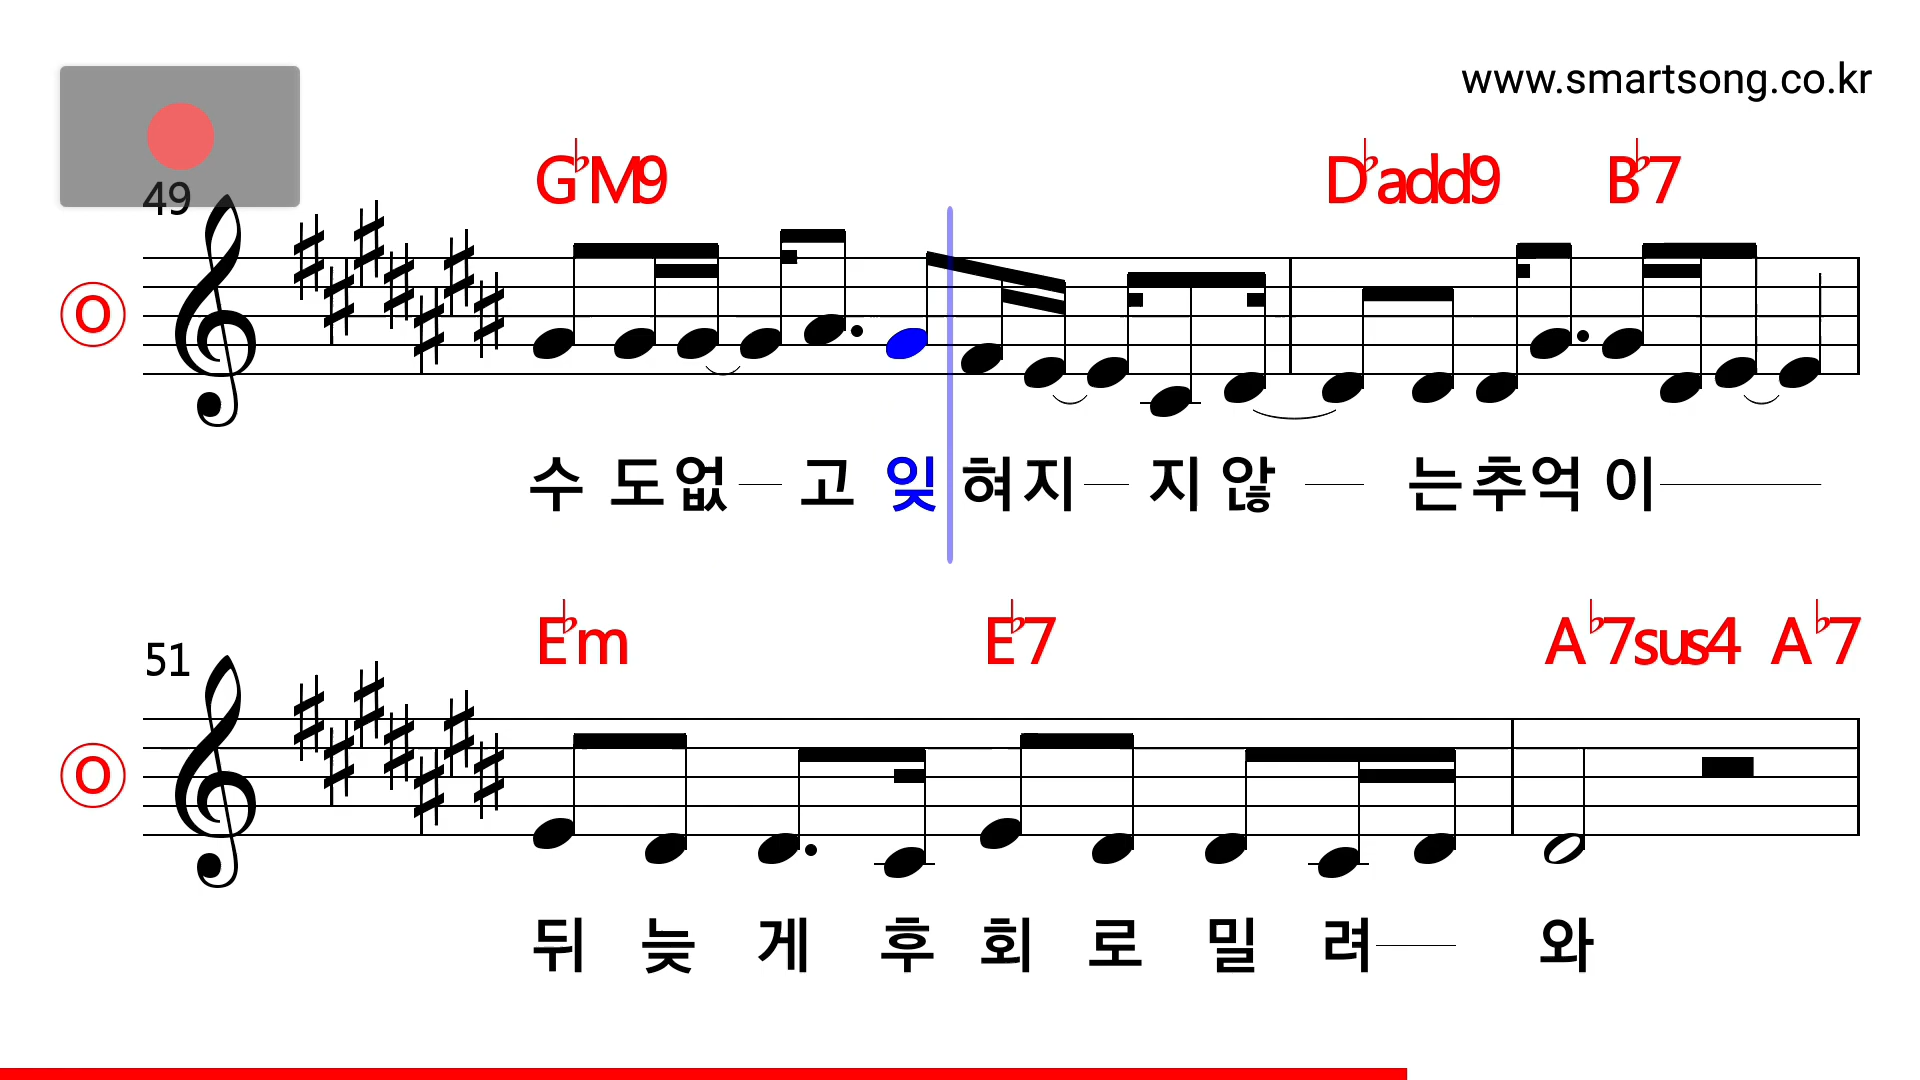 www.smartsong.co.kr
49
G♭M9 D♭add9 B♭7
O
수 도 없 고 잊 혀 지 지 않 는 추 억 이
51
E♭m E♭7 A♭7sus4 A♭7
O
뒤 늦 게 후 회 로 밀 려 와